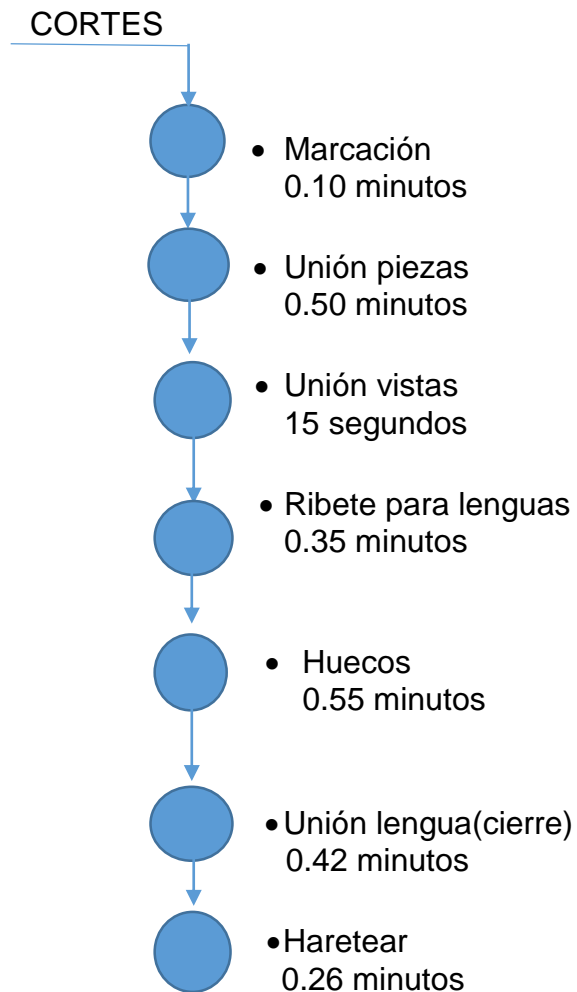 CORTES
• Marcación
0.10 minutos
• Unión piezas
0.50 minutos
• Unión vistas
15 segundos
• Ribete para lenguas
0.35 minutos
• Huecos
0.55 minutos
• Unión lengua(cierre)
0.42 minutos
• Haretear
0.26 minutos